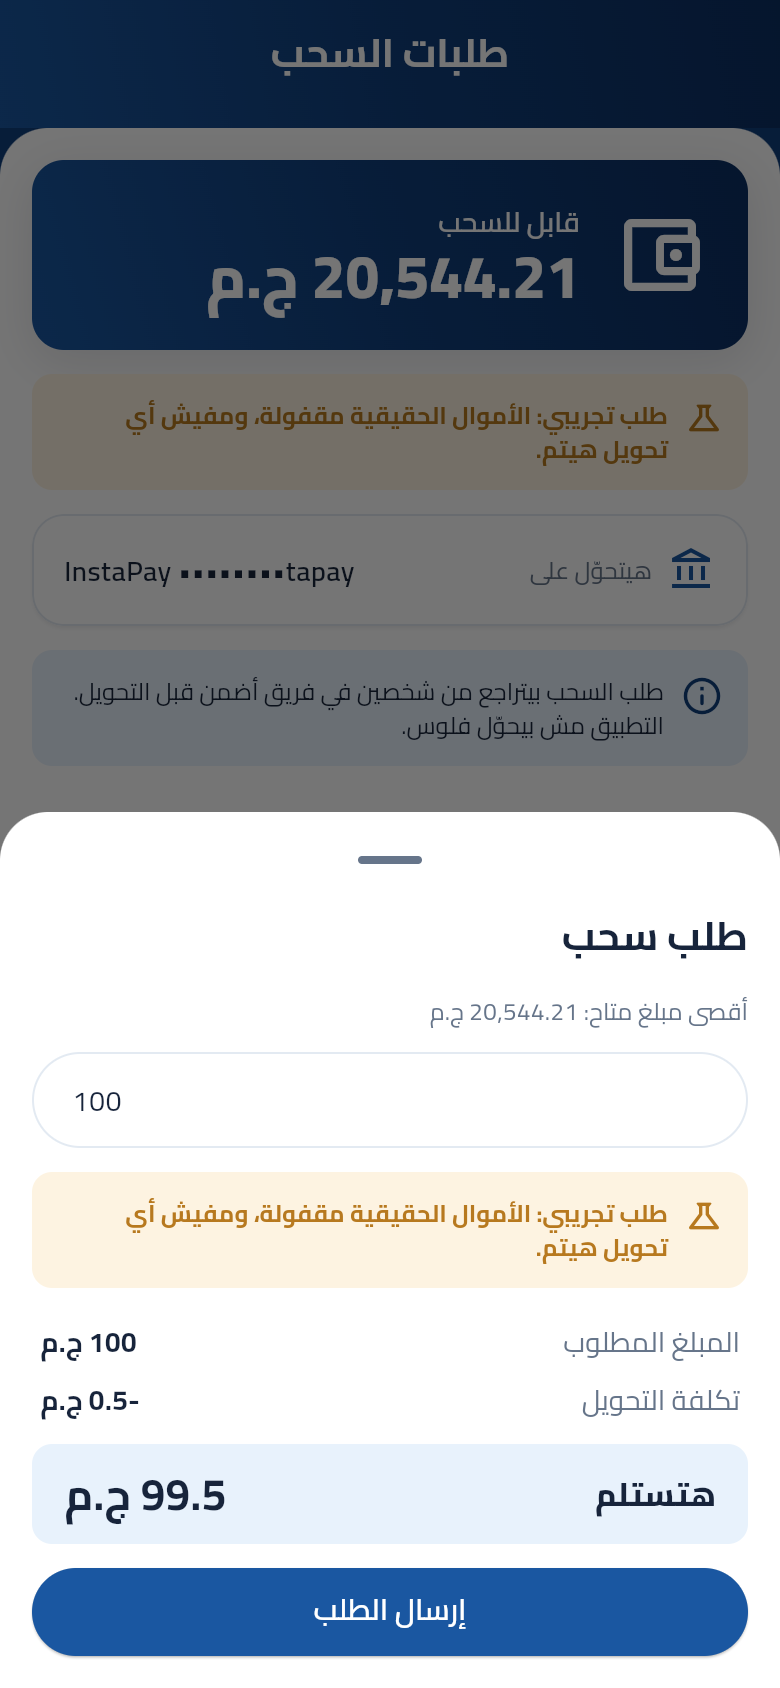 طلبات السحب
قابل للسحب
20,544.21 ج.م
طلب تجريبي: الأموال الحقيقية مقفولة، ومفيش أي
تحويل هيتم.
هيتحوّل على
InstaPay ••••••••tapay
طلب السحب بيتراجع من شخصين في فريق أضمن قبل التحويل.
التطبيق مش بيحوّل فلوس.
طلب سحب
أقصى مبلغ متاح: 20,544.21 ج.م
100
طلب تجريبي: الأموال الحقيقية مقفولة، ومفيش أي
تحويل هيتم.
المبلغ المطلوب
100 ج.م
تكلفة التحويل
-0.5 ج.م
هتستلم
99.5 ج.م
إرسال الطلب